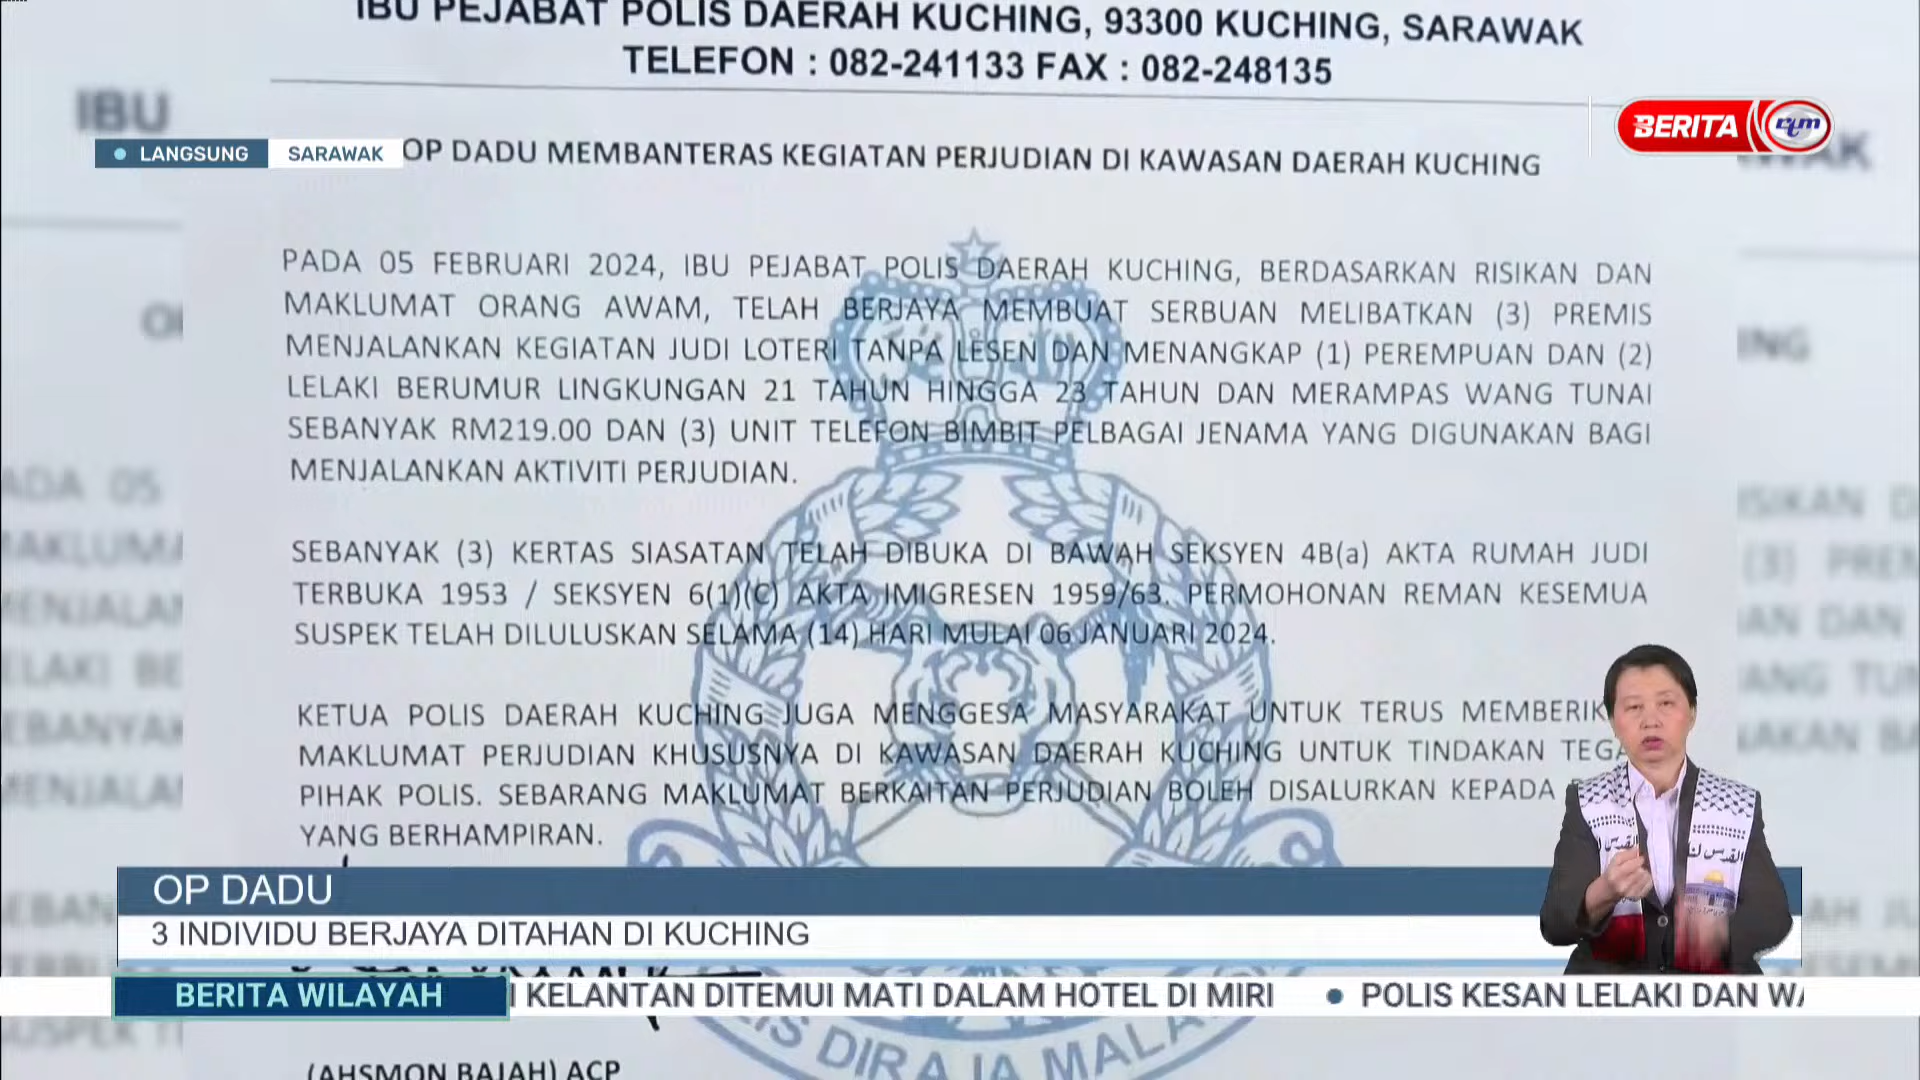 IBU PEJABAT POLIS DAERAH KUCHING, 93300 KUCHING, SARAWAK
TELEFON : 082-241133 FAX : 082-248135
IBU
BERITA rtm
LANGSUNG SARAWAK
OP DADU MEMBANTERAS KEGIATAN PERJUDIAN DI KAWASAN DAERAH KUCHING
PADA 05 FEBRUARI 2024, IBU PEJABAT POLIS DAERAH KUCHING, BERDASARKAN RISIKAN DAN
MAKLUMAT ORANG AWAM, TELAH BERJAYA MEMBUAT SERBUAN MELIBATKAN (3) PREMIS
MENJALANKAN KEGIATAN JUDI LOTERI TANPA LESEN DAN MENANGKAP (1) PEREMPUAN DAN (2)
LELAKI BERUMUR LINGKUNGAN 21 TAHUN HINGGA 23 TAHUN DAN MERAMPAS WANG TUNAI
SEBANYAK RM219.00 DAN (3) UNIT TELEFON BIMBIT PELBAGAI JENAMA YANG DIGUNAKAN BAGI
MENJALANKAN AKTIVITI PERJUDIAN.
SEBANYAK (3) KERTAS SIASATAN TELAH DIBUKA DI BAWAH SEKSYEN 4B(a) AKTA RUMAH JUDI
TERBUKA 1953 / SEKSYEN 6(1)(C) AKTA IMIGRESEN 1959/63. PERMOHONAN REMAN KESEMUA
SUSPEK TELAH DILULUSKAN SELAMA (14) HARI MULAI 06 JANUARI 2024.
KETUA POLIS DAERAH KUCHING JUGA MENGGESA MASYARAKAT UNTUK TERUS MEMBERIK
MAKLUMAT PERJUDIAN KHUSUSNYA DI KAWASAN DAERAH KUCHING UNTUK TINDAKAN TEGA
PIHAK POLIS. SEBARANG MAKLUMAT BERKAITAN PERJUDIAN BOLEH DISALURKAN KEPADA
YANG BERHAMPIRAN.
القدس لنا
OP DADU
3 INDIVIDU BERJAYA DITAHAN DI KUCHING
BERITA WILAYAH I KELANTAN DITEMUI MATI DALAM HOTEL DI MIRI • POLIS KESAN LELAKI DAN WA
POLIS DIRAJA MALAYSIA
(AHSMON BAJAH) ACP